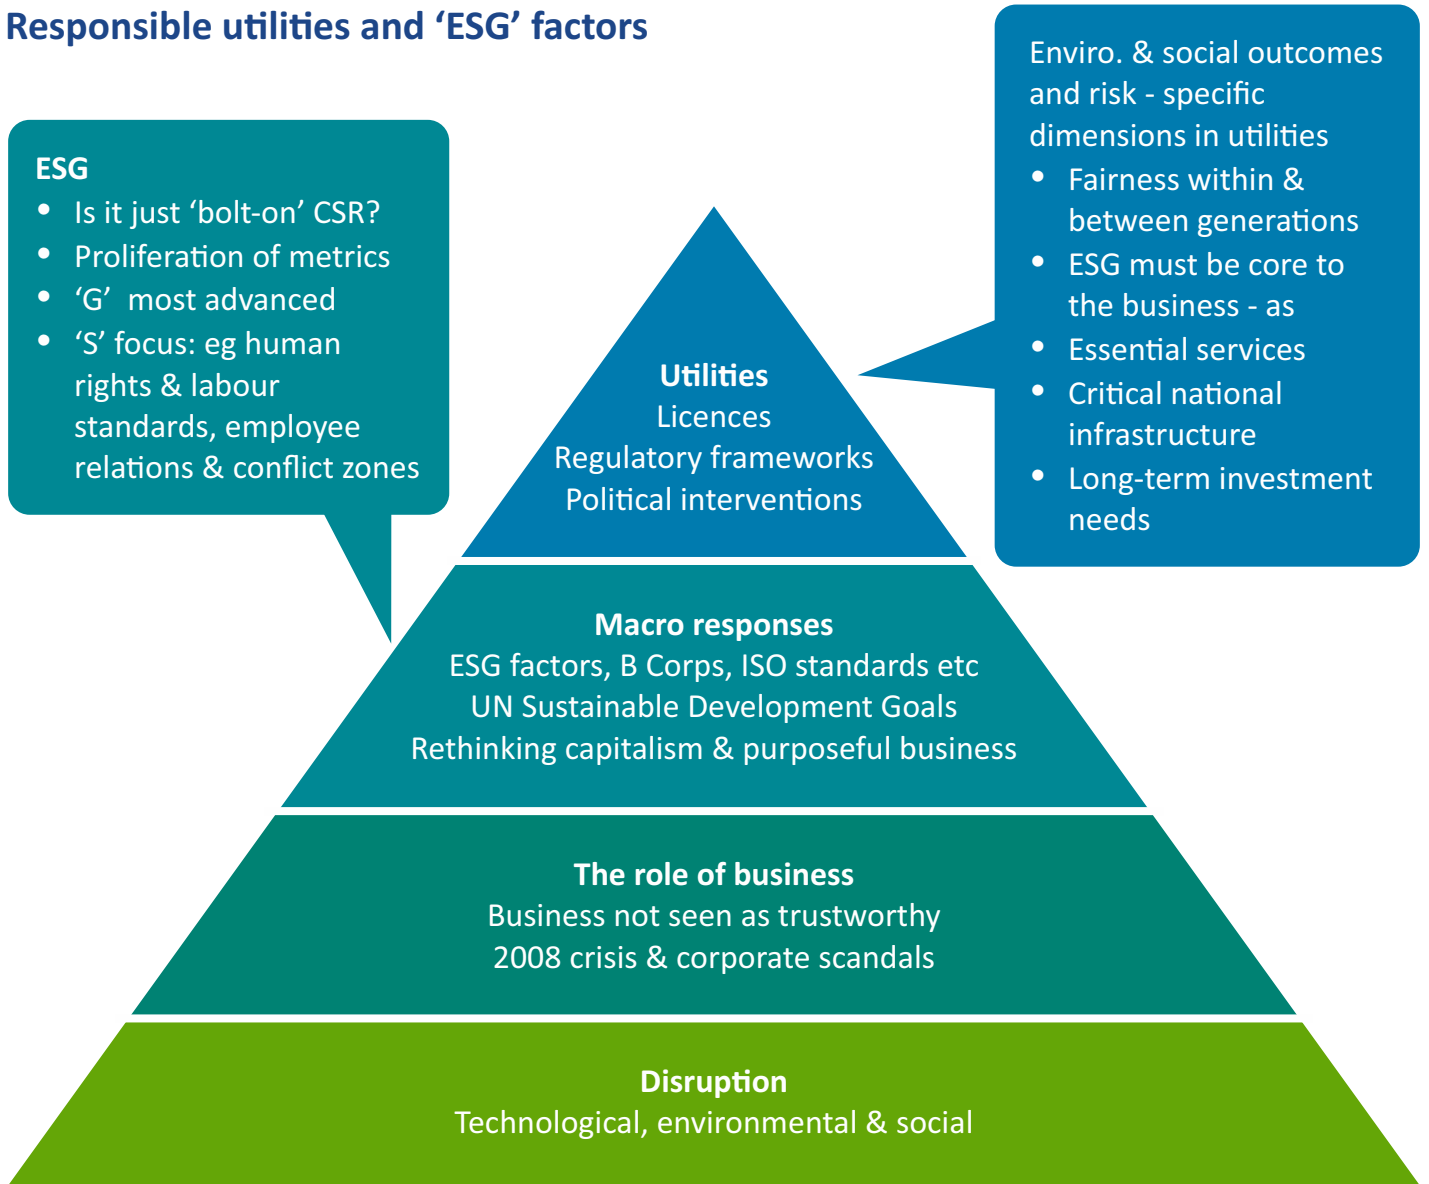 Responsible utilities and ‘ESG’ factors
ESG
• Is it just ‘bolt-on’ CSR?
• Proliferation of metrics
• ‘G’  most advanced
• ‘S’ focus: eg human
rights & labour
standards, employee
relations & conflict zones
Enviro. & social outcomes
and risk - specific
dimensions in utilities
• Fairness within &
between generations
• ESG must be core to
the business - as
• Essential services
• Critical national
infrastructure
• Long-term investment
needs
Utilities
Licences
Regulatory frameworks
Political interventions
Macro responses
ESG factors, B Corps, ISO standards etc
UN Sustainable Development Goals
Rethinking capitalism & purposeful business
The role of business
Business not seen as trustworthy
2008 crisis & corporate scandals
Disruption
Technological, environmental & social